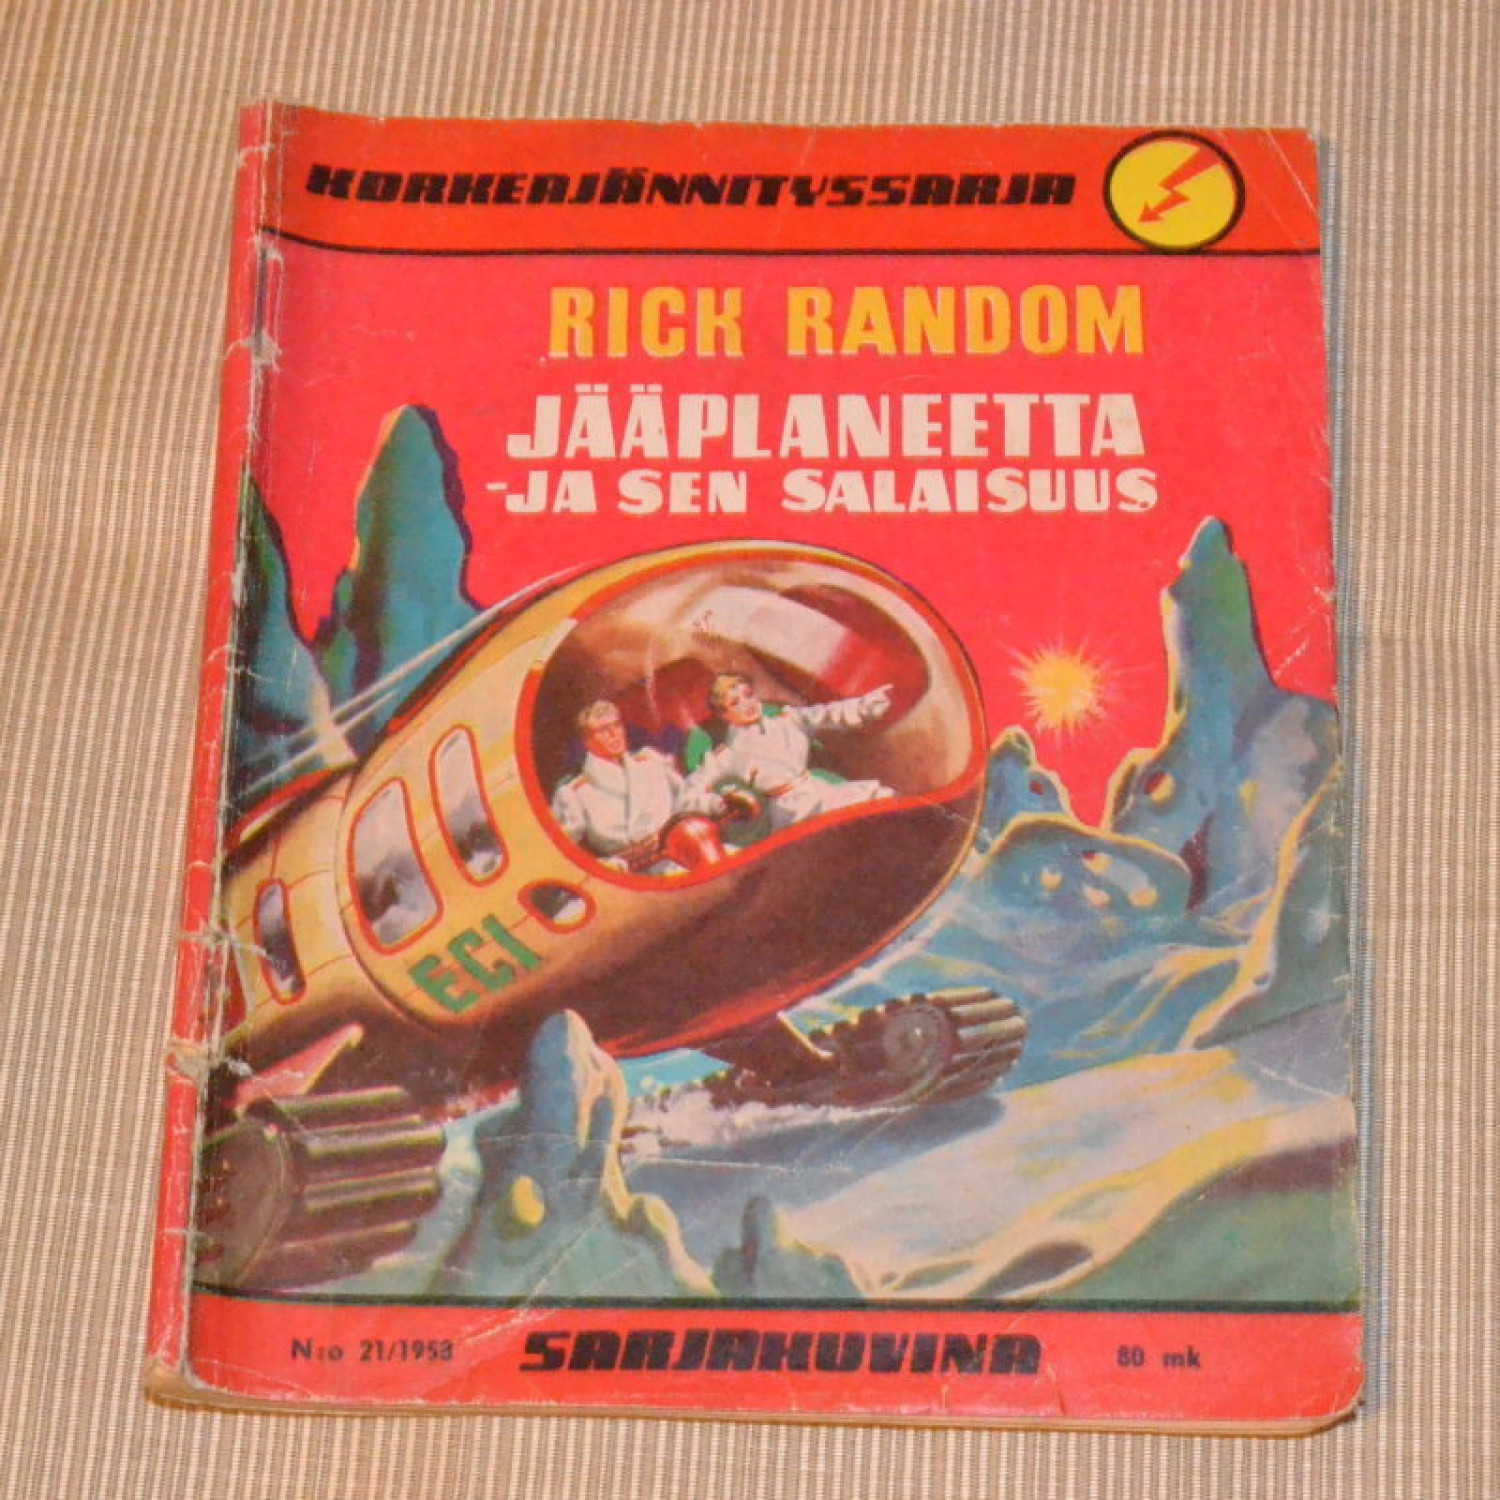 KORKEAJÄNNITYSSARJA
RICK RANDOM
JÄÄPLANEETTA
-JA SEN SALAISUUS
ECI
N:o 21/1958
SARJAKUVINA
80 mk